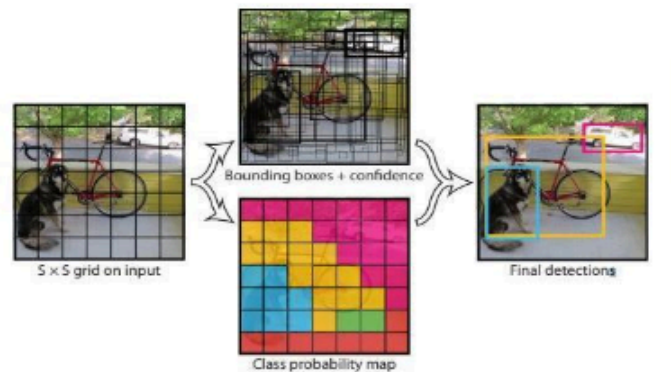 Bounding boxes + confidence
S × S grid on input
Final detections
Class probability map